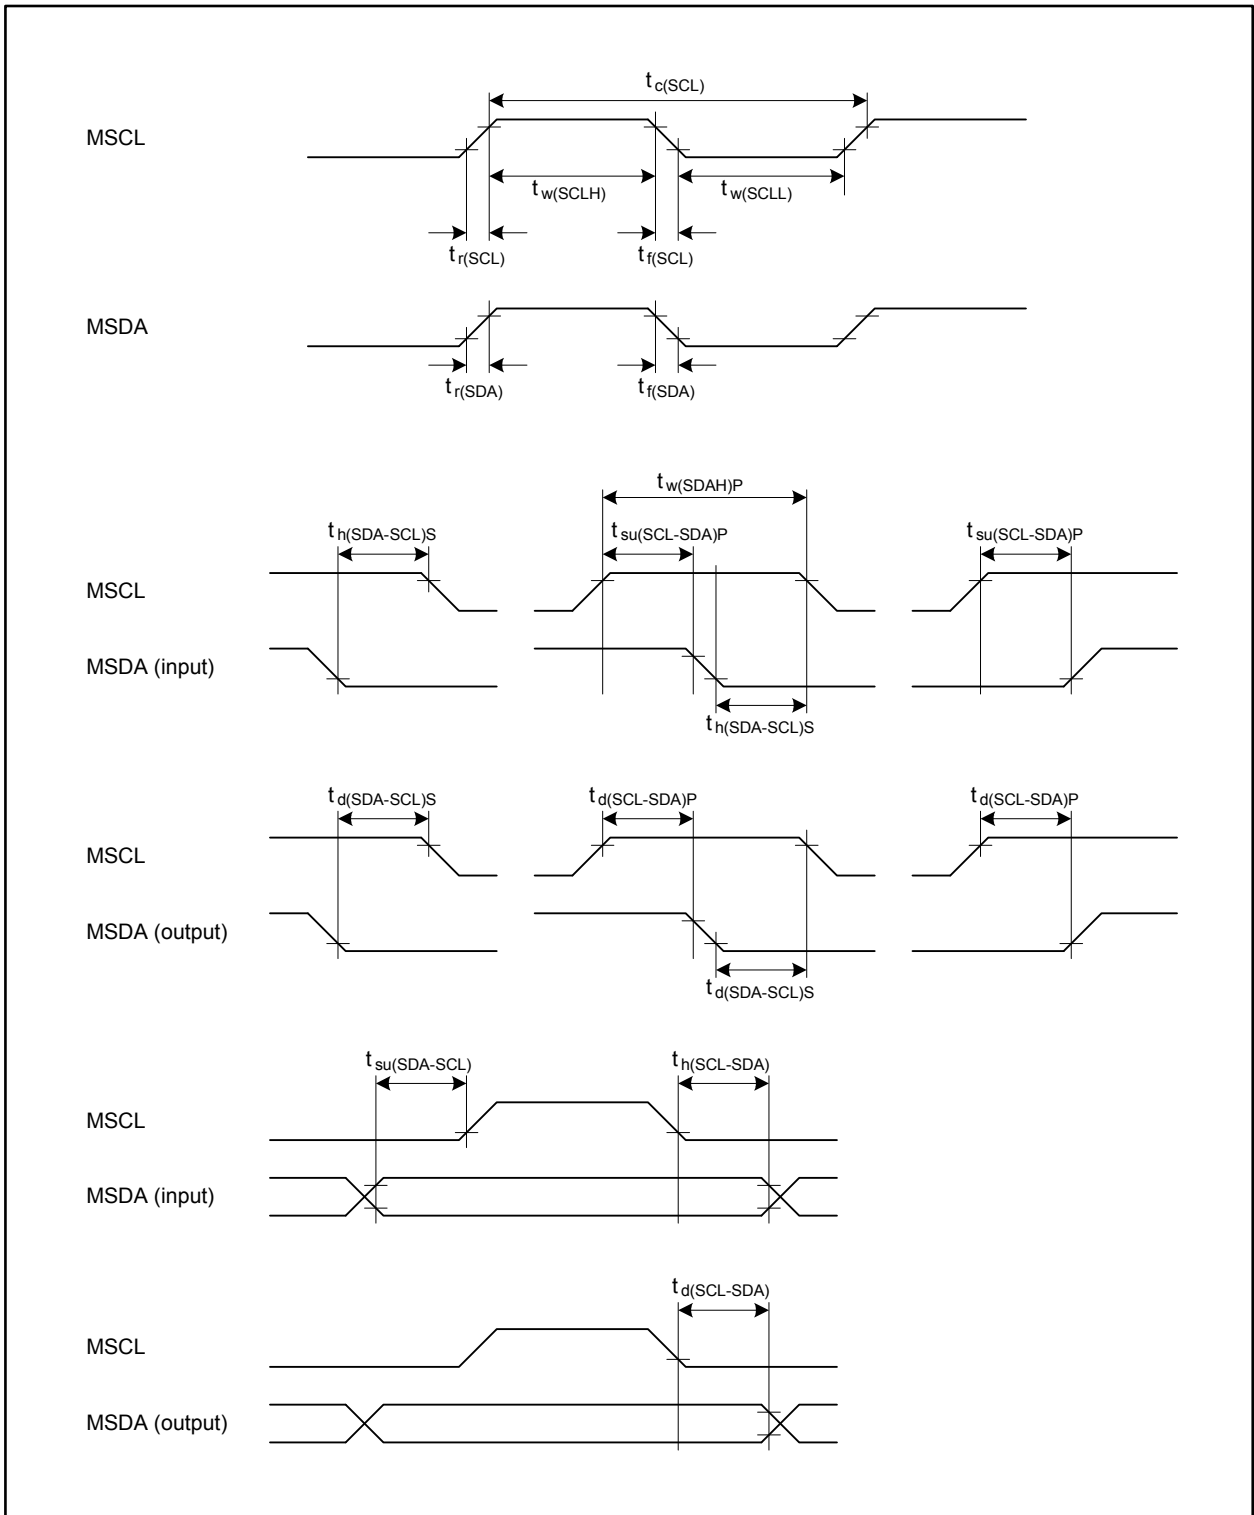 t c(SCL)
MSCL
t w(SCLH) t w(SCLL)
t r(SCL) t f(SCL)
MSDA
t r(SDA) t f(SDA)
t w(SDAH)P
t h(SDA-SCL)S t su(SCL-SDA)P t su(SCL-SDA)P
MSCL
MSDA (input)
t h(SDA-SCL)S
t d(SDA-SCL)S t d(SCL-SDA)P t d(SCL-SDA)P
MSCL
MSDA (output)
t d(SDA-SCL)S
t su(SDA-SCL) t h(SCL-SDA)
MSCL
MSDA (input)
t d(SCL-SDA)
MSCL
MSDA (output)